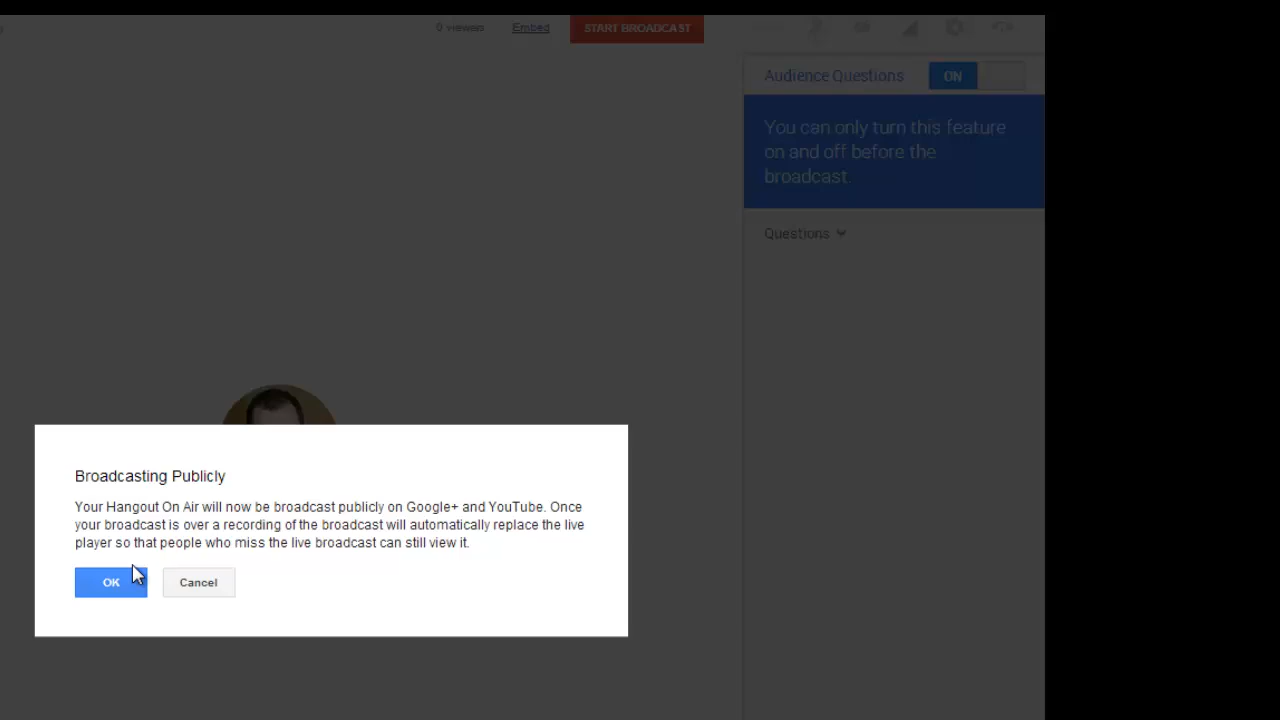 0 viewers Embed START BROADCAST
Audience Questions ON
You can only turn this feature
on and off before the
broadcast.
Questions
Broadcasting Publicly
Your Hangout On Air will now be broadcast publicly on Google+ and YouTube. Once
your broadcast is over a recording of the broadcast will automatically replace the live
player so that people who miss the live broadcast can still view it.
OK Cancel